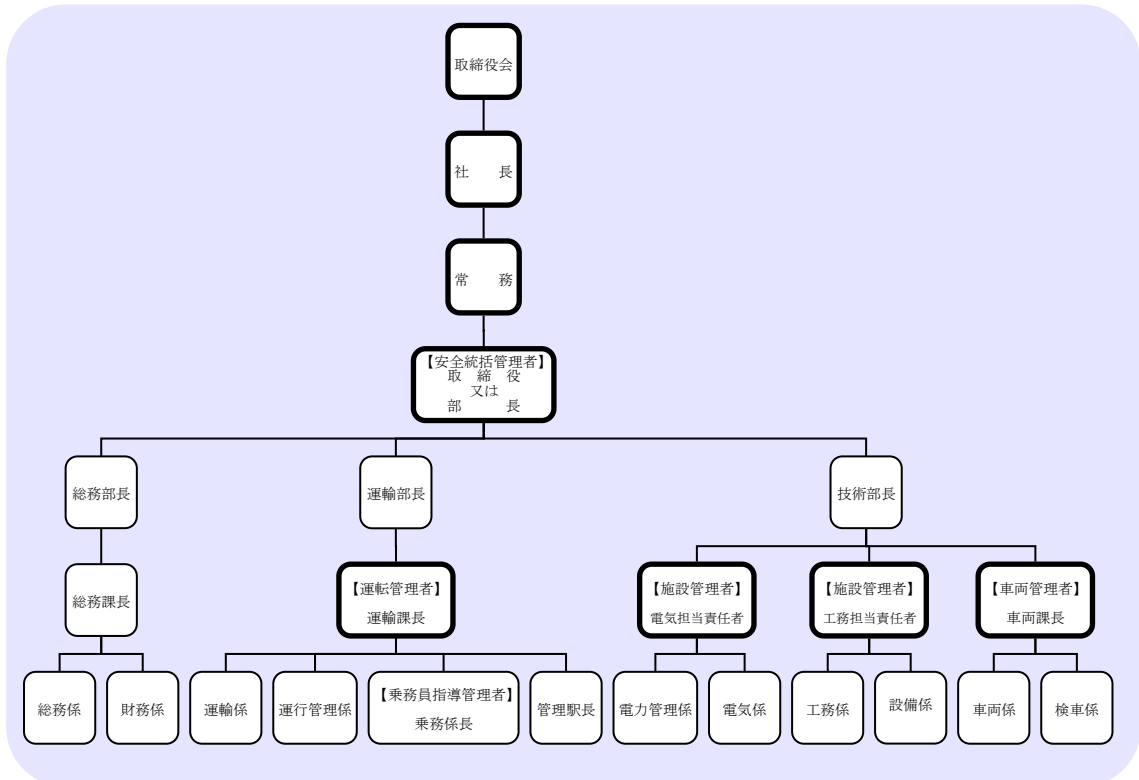 取締役会
社　　長
常　　務
【安全統括管理者】
取　締　役
又は
部　　　長
総務部長
運輸部長
技術部長
総務課長
【運転管理者】
運輸課長
【施設管理者】
電気担当責任者
【施設管理者】
工務担当責任者
【車両管理者】
車両課長
総務係
財務係
運輸係
運行管理係
【乗務員指導管理者】
乗務係長
管理駅長
電力管理係
電気係
工務係
設備係
車両係
検車係